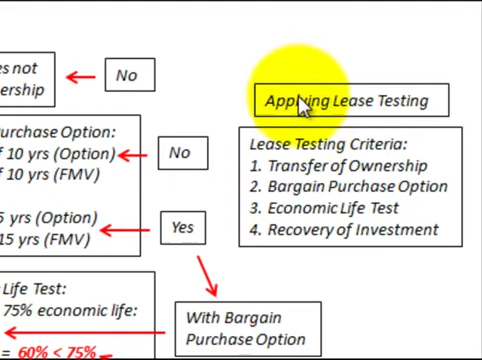 es not
ership
No
Applying Lease Testing
Lease Testing Criteria:
1. Transfer of Ownership
2. Bargain Purchase Option
3. Economic Life Test
4. Recovery of Investment
urchase Option:
f 10 yrs (Option)
f 10 yrs (FMV)
5 yrs (Option)
15 yrs (FMV)
No
Yes
Life Test:
75% economic life:
= 60% < 75%
With Bargain
Purchase Option